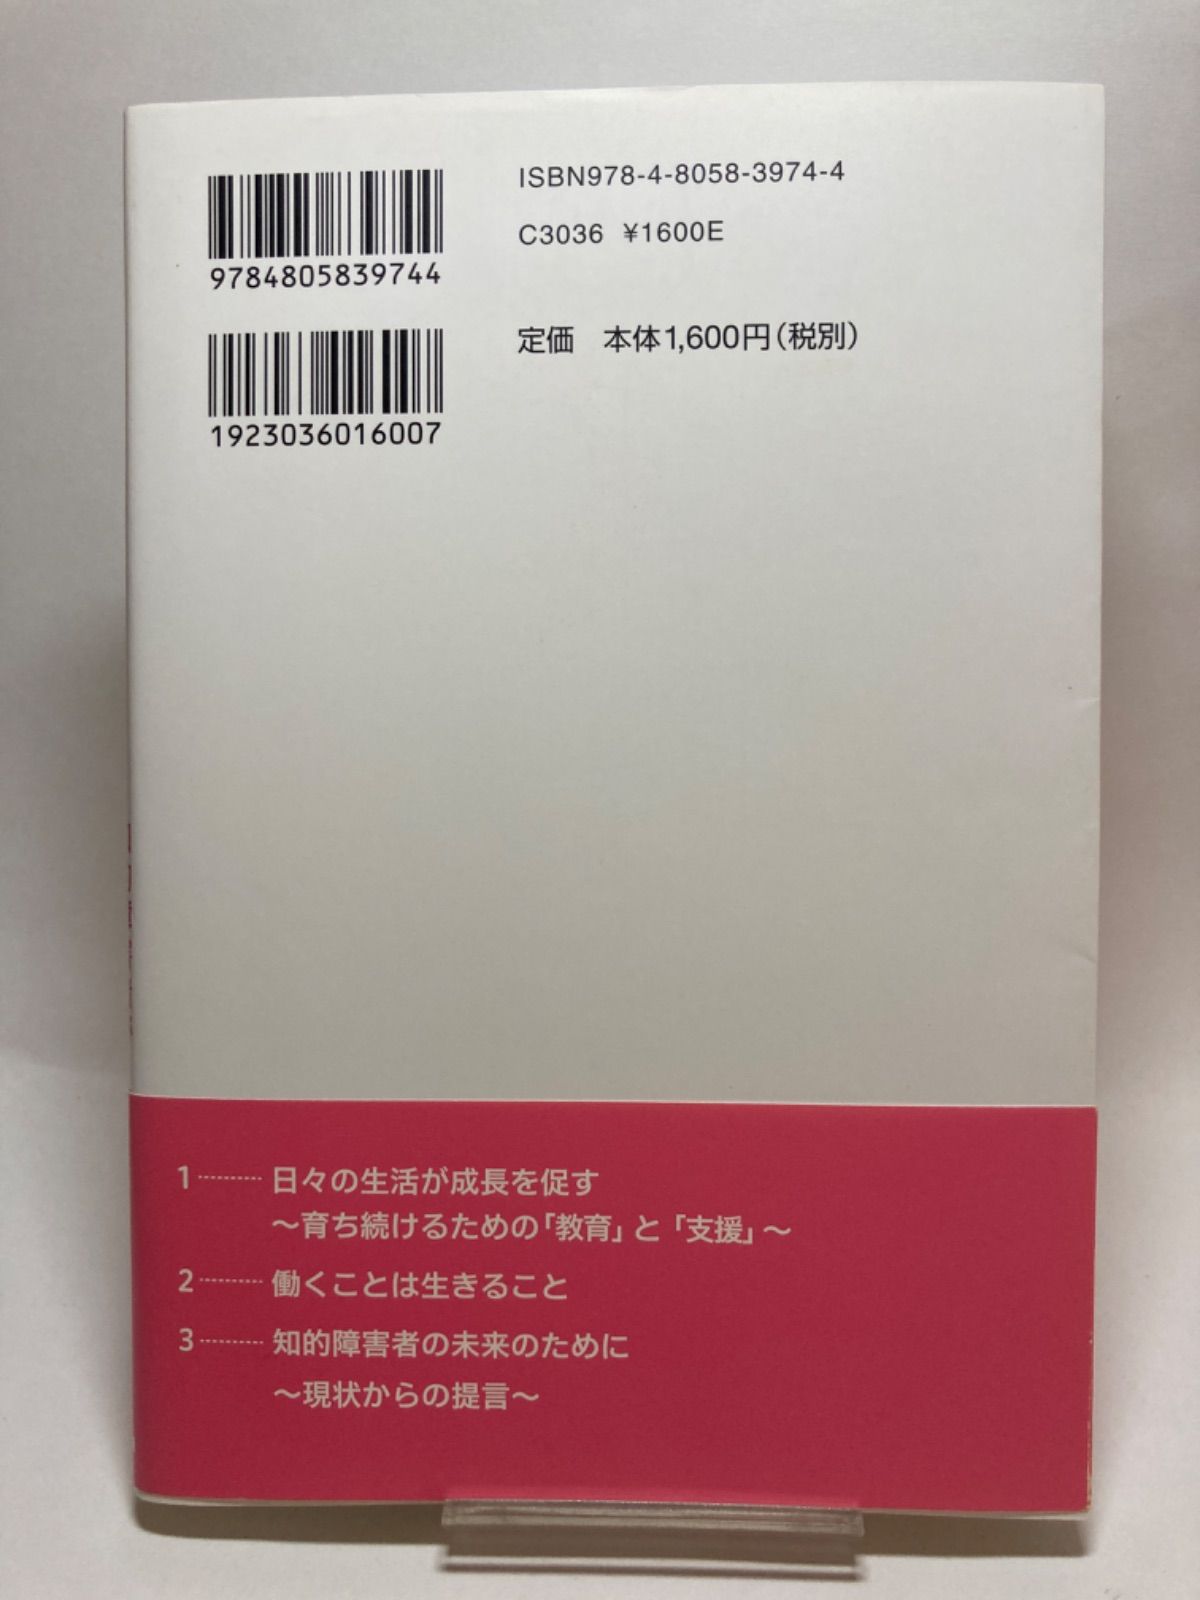 ISBN978-4-8058-3974-4
C3036 ¥1600E
9784805839744
定価 本体1,600円(税別)
1923036016007
1 ---------- 日々の生活が成長を促す
～育ち続けるための「教育」と「支援」～
2 ---------- 働くことは生きること
3 ---------- 知的障害者の未来のために
～現状からの提言～